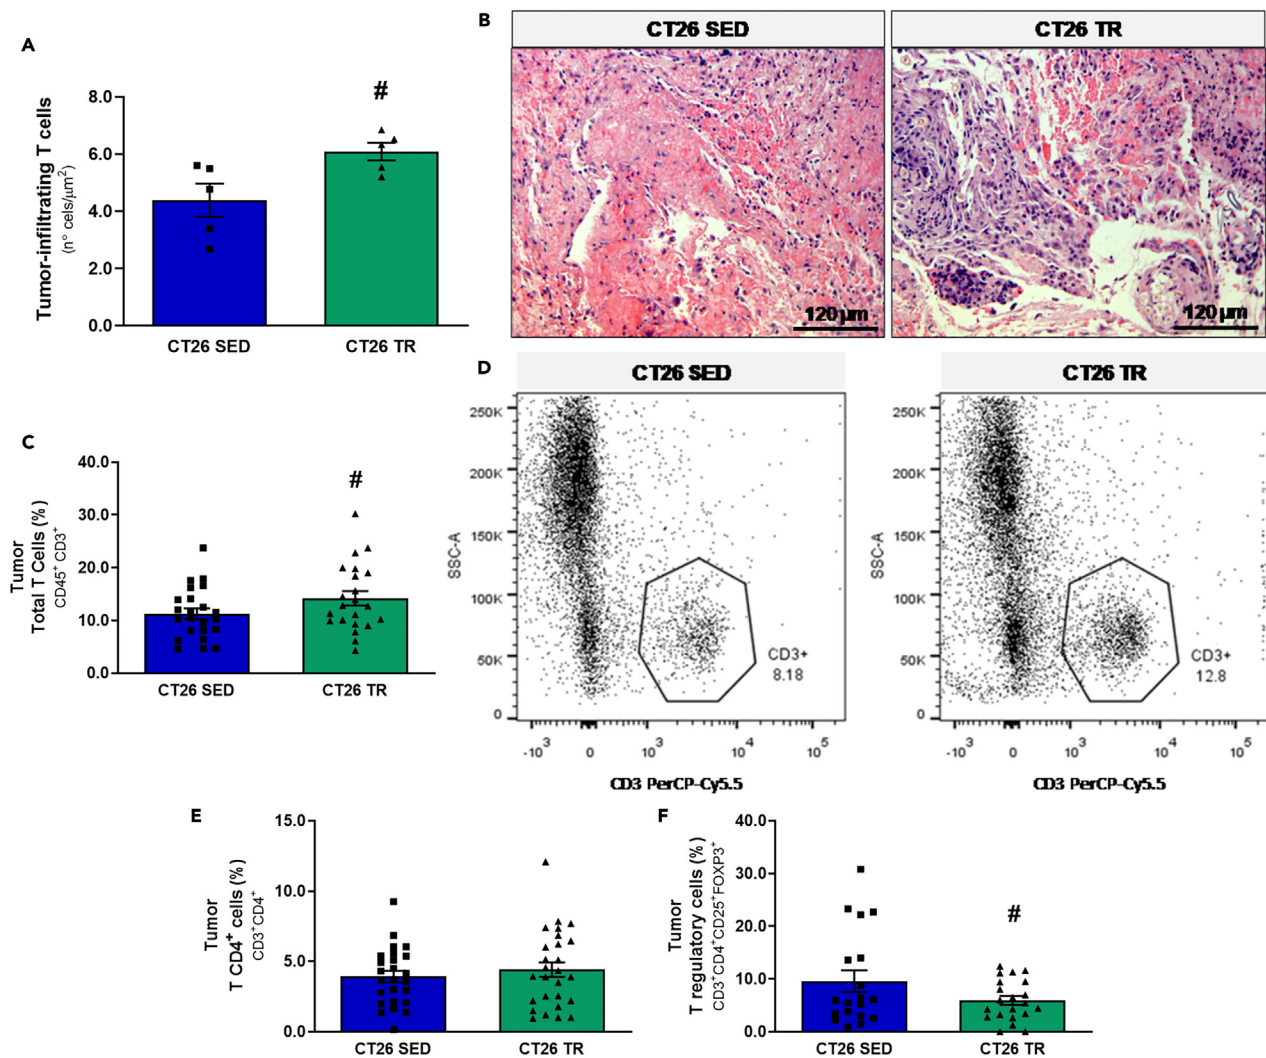 A
Tumor-infiltrating T cells
(n° cells/μm²)
8.0
6.0
4.0
2.0
0.0
#
CT26 SED
CT26 TR
B
CT26 SED
CT26 TR
120 μm
120 μm
C
Tumor
Total T Cells (%)
CD45⁺ CD3⁺
40.0
30.0
20.0
10.0
0.0
#
CT26 SED
CT26 TR
D
CT26 SED
CT26 TR
SSC-A
250K
200K
150K
100K
50K
0
CD3+
8.18
-10³
0
10³
10⁴
10⁵
CD3 PerCP-Cy5.5
SSC-A
250K
200K
150K
100K
50K
0
CD3+
12.8
-10³
0
10³
10⁴
10⁵
CD3 PerCP-Cy5.5
E
Tumor
T CD4⁺ cells (%)
CD3⁺CD4⁺
15.0
10.0
5.0
0.0
CT26 SED
CT26 TR
F
Tumor
T regulatory cells (%)
CD3⁺CD4⁺CD25⁺FOXP3⁺
40.0
30.0
20.0
10.0
0.0
#
CT26 SED
CT26 TR